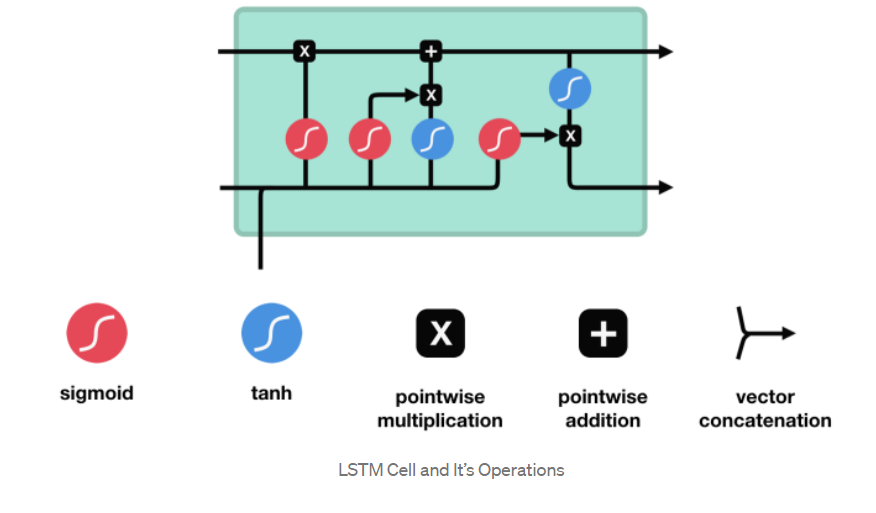 X
+
X
X
X
+
sigmoid
tanh
pointwise
multiplication
pointwise
addition
vector
concatenation
LSTM Cell and It's Operations